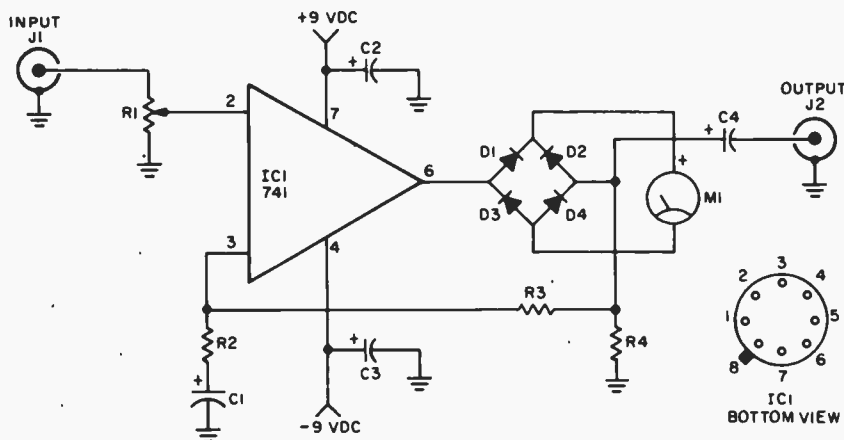 INPUT
J1
R1
+9 VDC
C2
+
7
2
IC1
741
6
3
4
R2
+
C1
+
C3
-9 VDC
D1
D2
D3
D4
R3
R4
+
C4
OUTPUT
J2
+
M1
1
2
3
4
5
6
7
8
IC1
BOTTOM VIEW